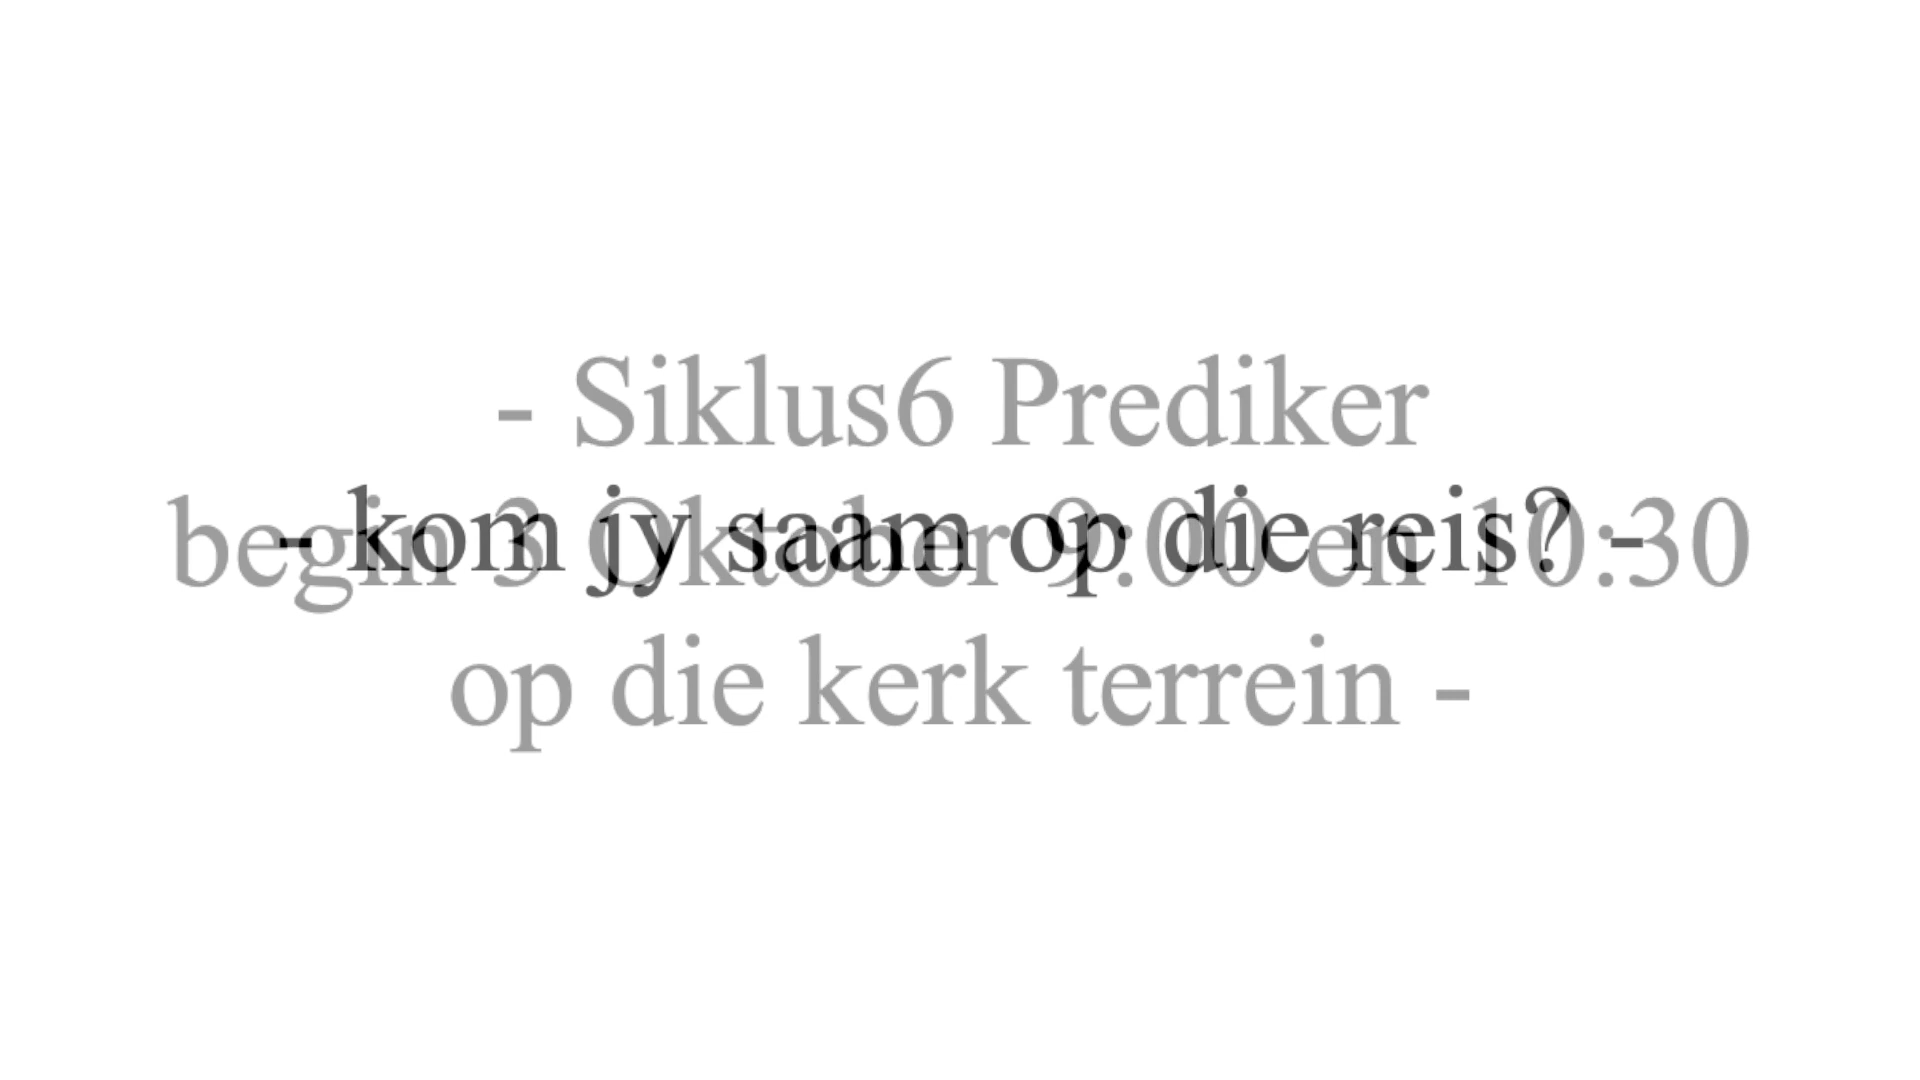 - Siklus6 Prediker
begin 3 Oktober 9:00 en 10:30
- kom jy saam op die reis? -
op die kerk terrein -